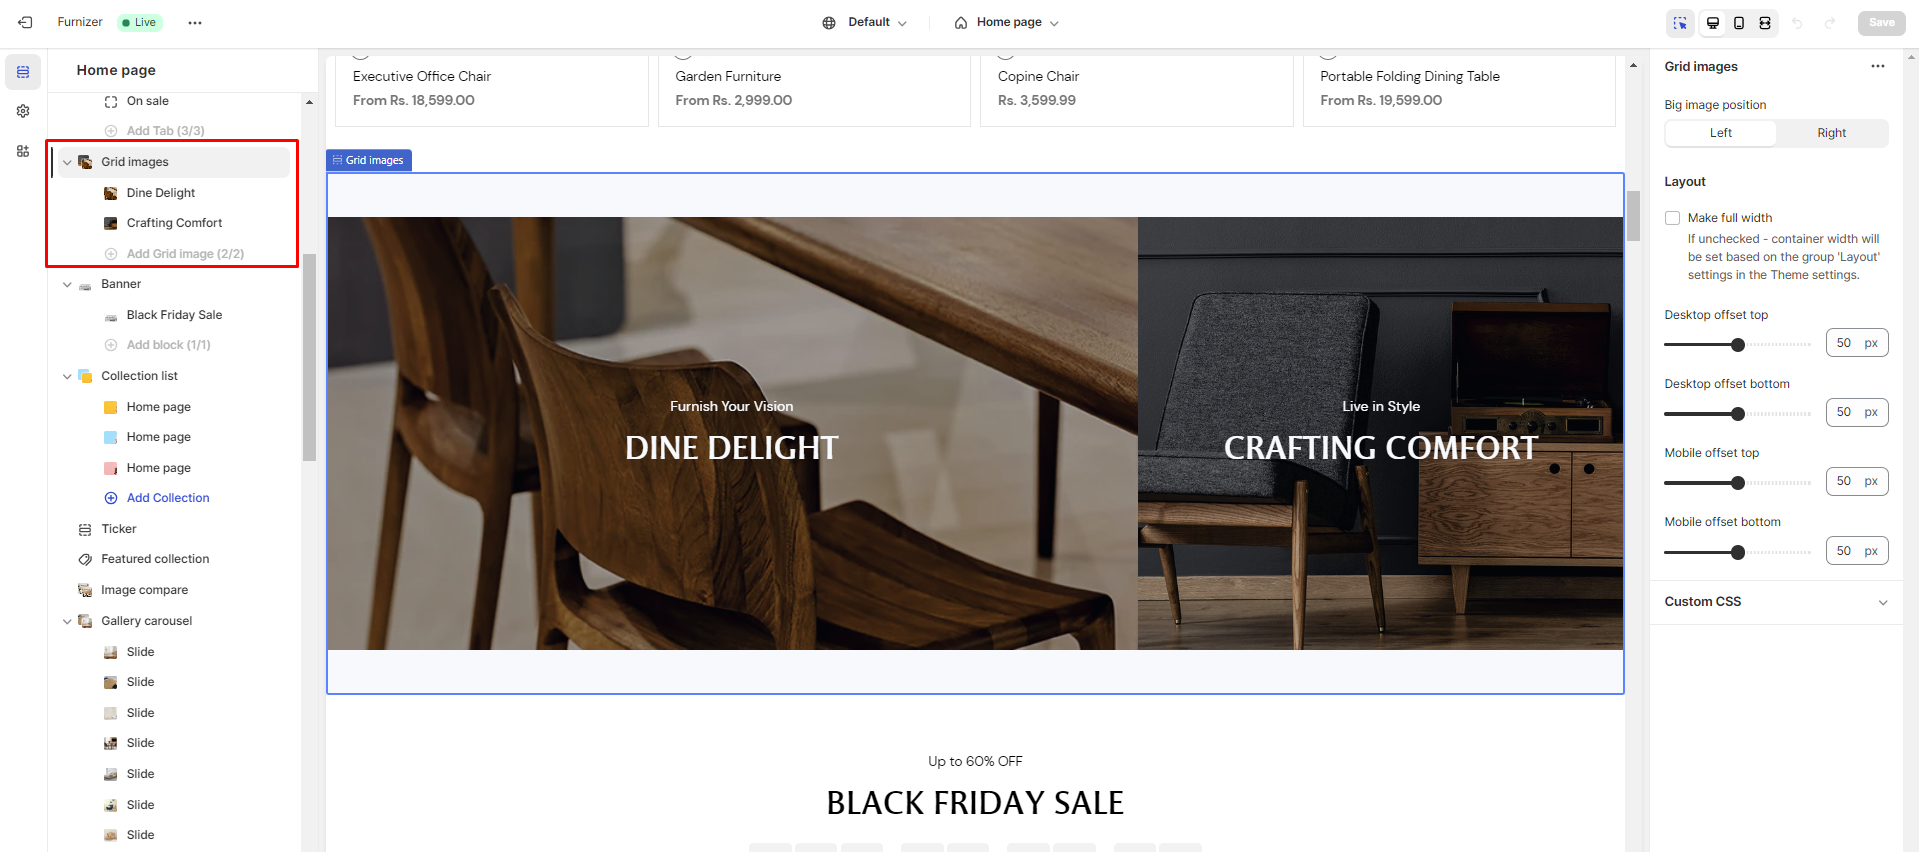 Furnizer
Live
Default
Home page
Save
Home page
On sale
Add Tab (3/3)
Grid images
Dine Delight
Crafting Comfort
Add Grid image (2/2)
Banner
Black Friday Sale
Add block (1/1)
Collection list
Home page
Home page
Home page
Add Collection
Ticker
Featured collection
Image compare
Gallery carousel
Slide
Slide
Slide
Slide
Slide
Slide
Slide
Executive Office Chair
From Rs. 18,599.00
Garden Furniture
From Rs. 2,999.00
Copine Chair
Rs. 3,599.99
Portable Folding Dining Table
From Rs. 19,599.00
Grid images
Furnish Your Vision
DINE DELIGHT
Live in Style
CRAFTING COMFORT
Up to 60% OFF
BLACK FRIDAY SALE
Grid images
Big image position
Left
Right
Layout
Make full width
If unchecked - container width will
be set based on the group 'Layout'
settings in the Theme settings.
Desktop offset top
50 px
Desktop offset bottom
50 px
Mobile offset top
50 px
Mobile offset bottom
50 px
Custom CSS